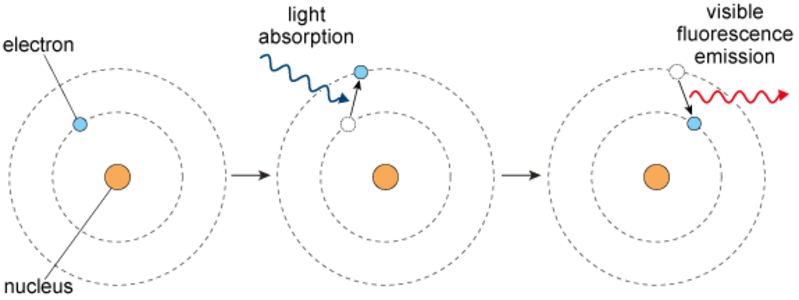 electron
nucleus
light
absorption
visible
fluorescence
emission